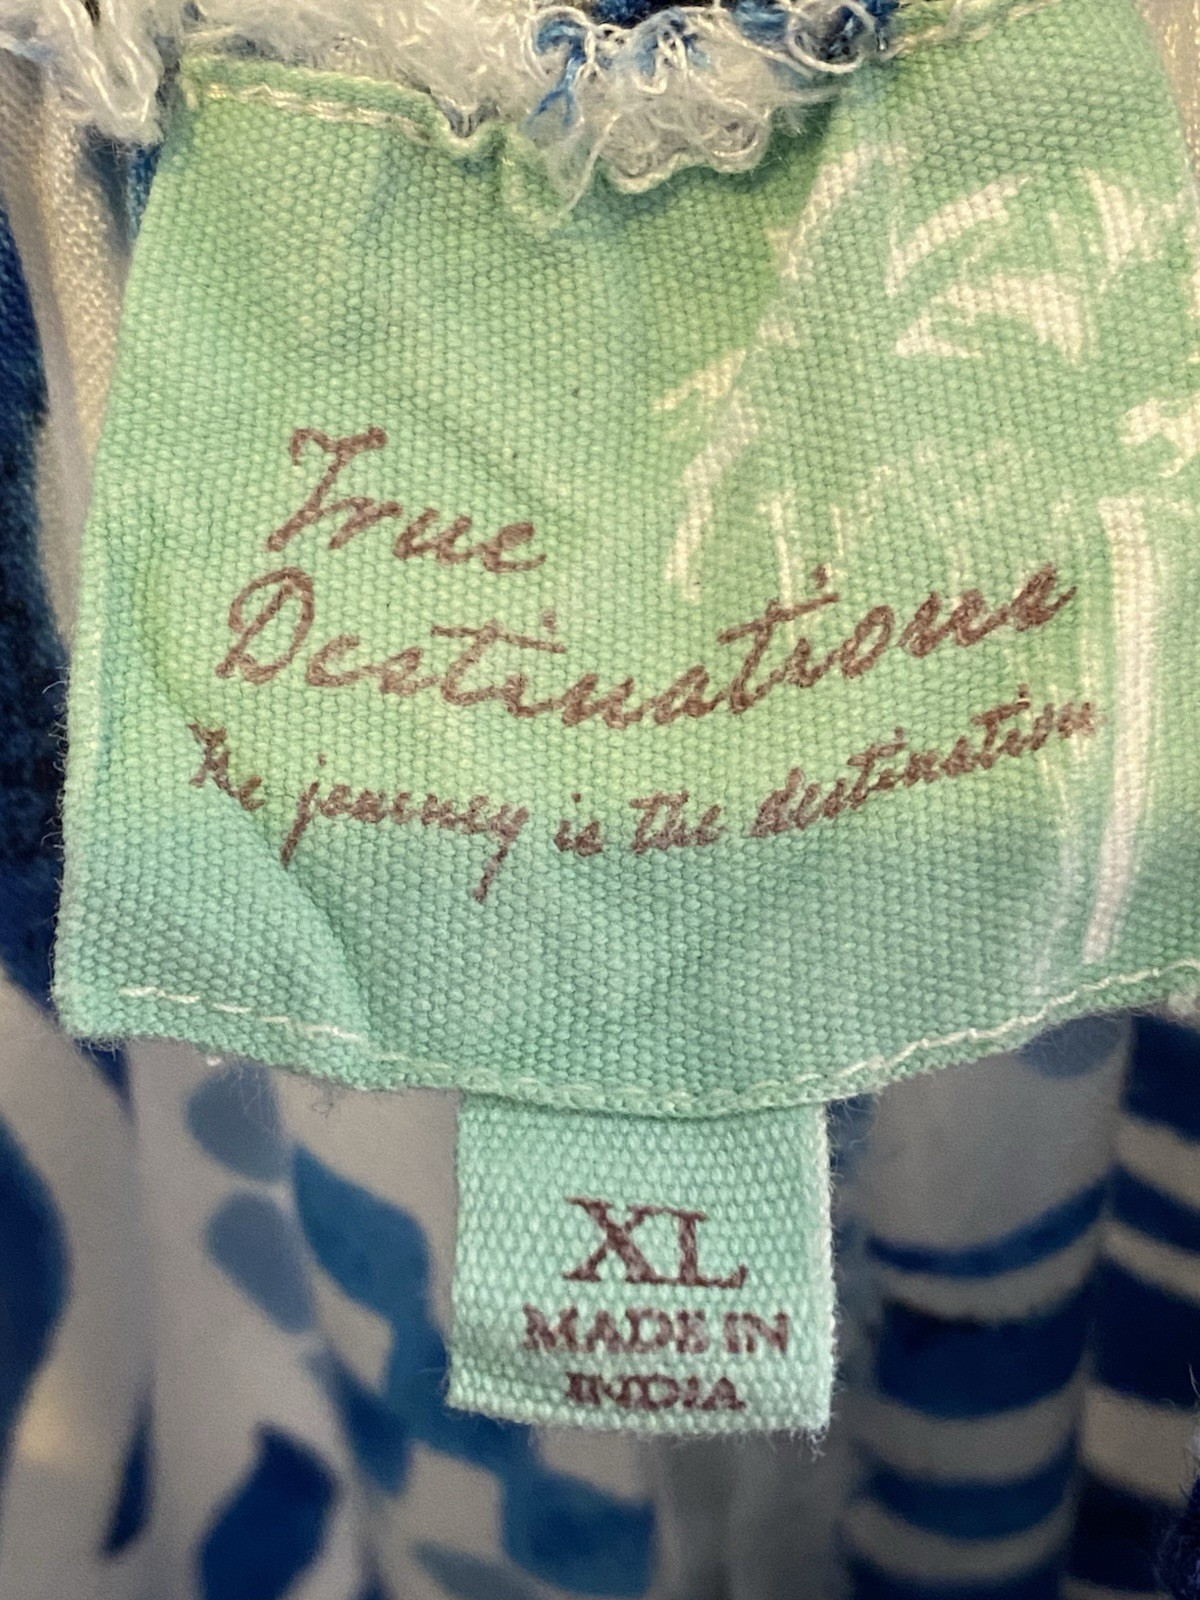 True
Destinations
The journey is the destination
XL
MADE IN
INDIA